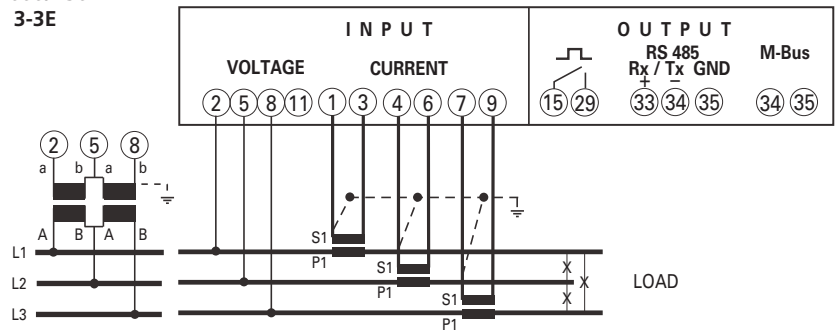 3-3E
INPUT
OUTPUT
VOLTAGE
CURRENT
RS 485
Rx / Tx GND
+ −
M-Bus
2 5 8 11 1 3 4 6 7 9
15 29 33 34 35 34 35
2 5 8
a b a b
A B A B
L1
L2
L3
S1
P1
S1
P1
S1
P1
X
X
X
LOAD